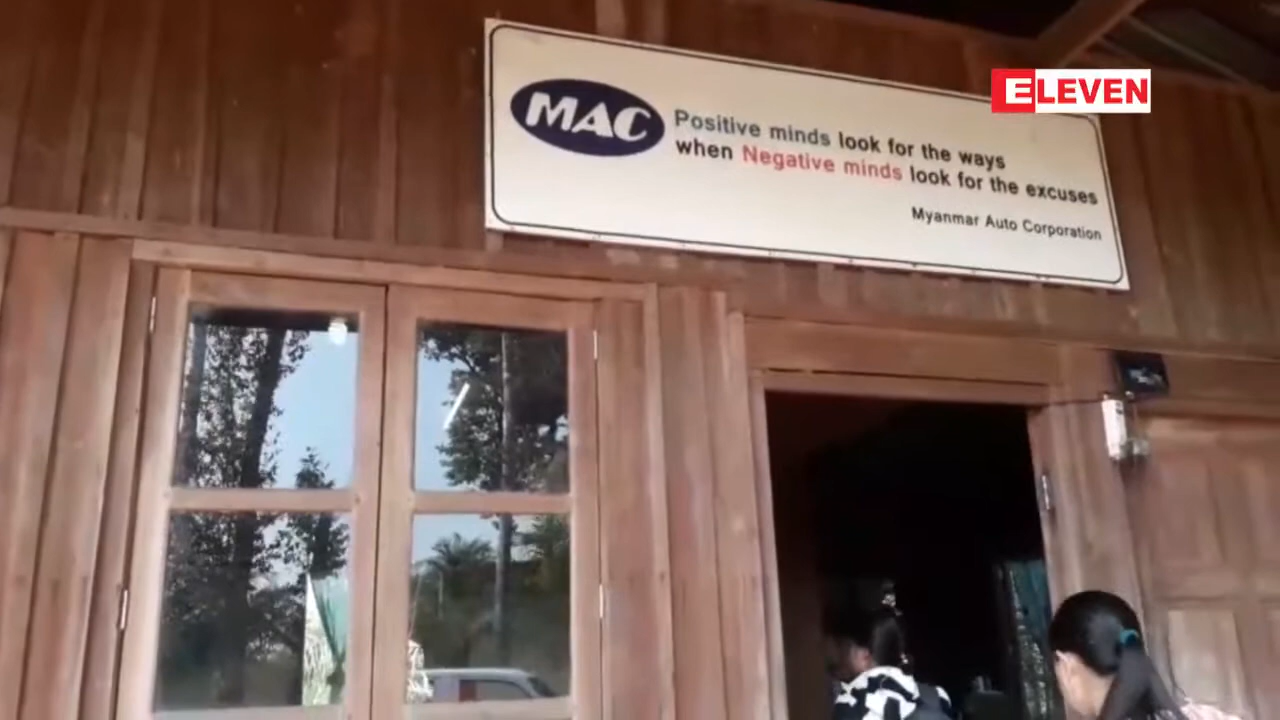 ELEVEN
MAC
Positive minds look for the ways
when Negative minds look for the excuses
Myanmar Auto Corporation